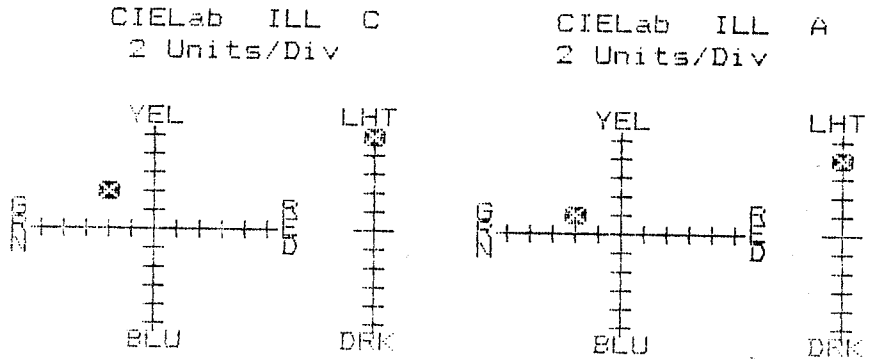 CIELab ILL C
2 Units/Div
YEL
LHT
GRN
RED
BLU
DRK
CIELab ILL A
2 Units/Div
YEL
LHT
GRN
RED
BLU
DRK